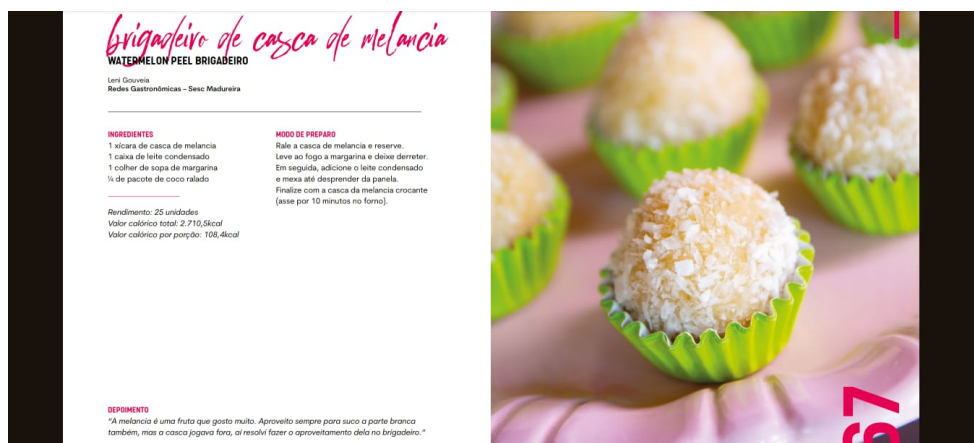 brigadeiro de casca de melancia
WATERMELON PEEL BRIGADEIRO
Leni Gouveia
Redes Gastronômicas – Sesc Madureira
INGREDIENTES
1 xícara de casca de melancia
1 caixa de leite condensado
1 colher de sopa de margarina
¼ de pacote de coco ralado
Rendimento: 25 unidades
Valor calórico total: 2.710,5kcal
Valor calórico por porção: 108,4kcal
MODO DE PREPARO
Rale a casca de melancia e reserve.
Leve ao fogo a margarina e deixe derreter.
Em seguida, adicione o leite condensado
e mexa até desprender da panela.
Finalize com a casca da melancia crocante
(asse por 10 minutos no forno).
DEPOIMENTO
“A melancia é uma fruta que gosto muito. Aproveito sempre para suco a parte branca
também, mas a casca jogava fora, aí resolvi fazer o aproveitamento dela no brigadeiro.”
67